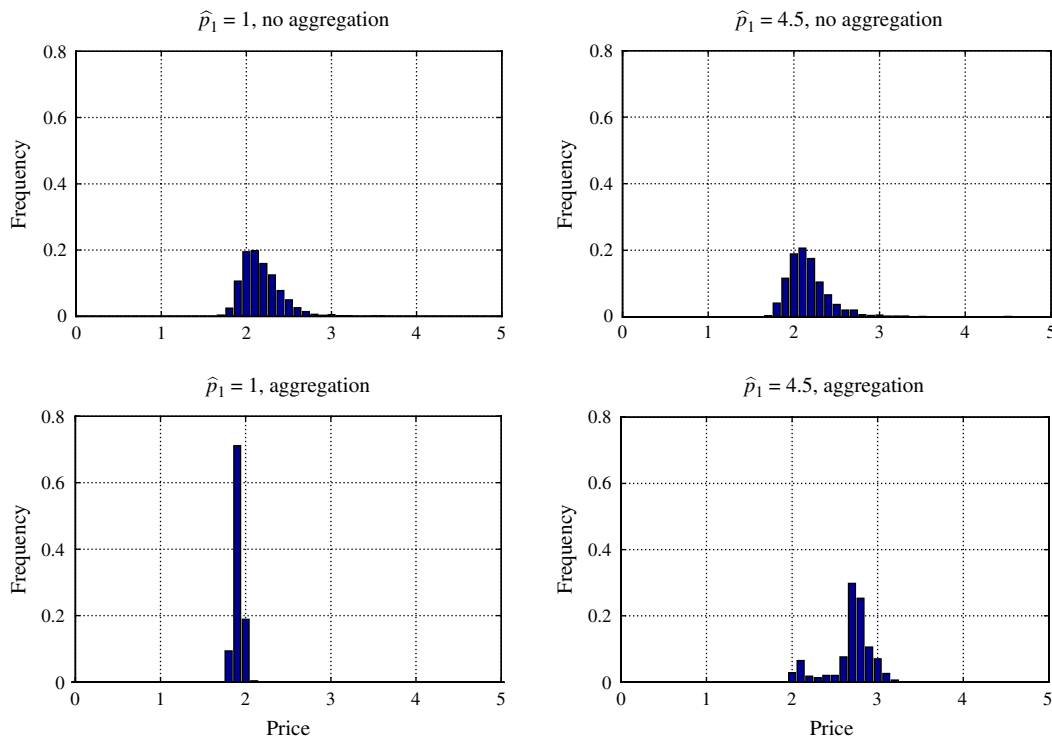 p̂₁ = 1, no aggregation
0.8
0.6
0.4
0.2
0
Frequency
0 1 2 3 4 5
p̂₁ = 4.5, no aggregation
0.8
0.6
0.4
0.2
0
Frequency
0 1 2 3 4 5
p̂₁ = 1, aggregation
0.8
0.6
0.4
0.2
0
Frequency
0 1 2 3 4 5
Price
p̂₁ = 4.5, aggregation
0.8
0.6
0.4
0.2
0
Frequency
0 1 2 3 4 5
Price